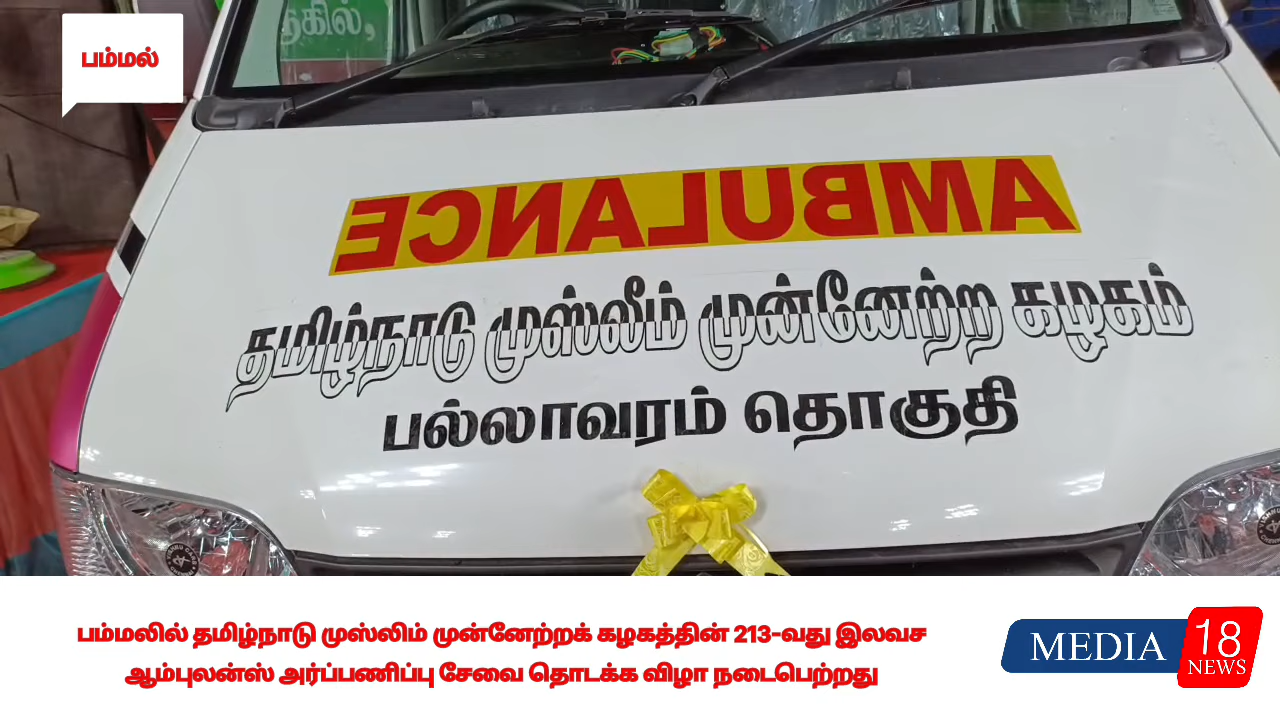 பம்மல்
தகில்,
AMBULANCE
தமிழ்நாடு முஸ்லீம் முன்னேற்ற கழகம்
பல்லாவரம் தொகுதி
பம்மலில் தமிழ்நாடு முஸ்லிம் முன்னேற்றக் கழகத்தின் 213-வது இலவச
ஆம்புலன்ஸ் அர்ப்பணிப்பு சேவை தொடக்க விழா நடைபெற்றது
MEDIA 18
NEWS